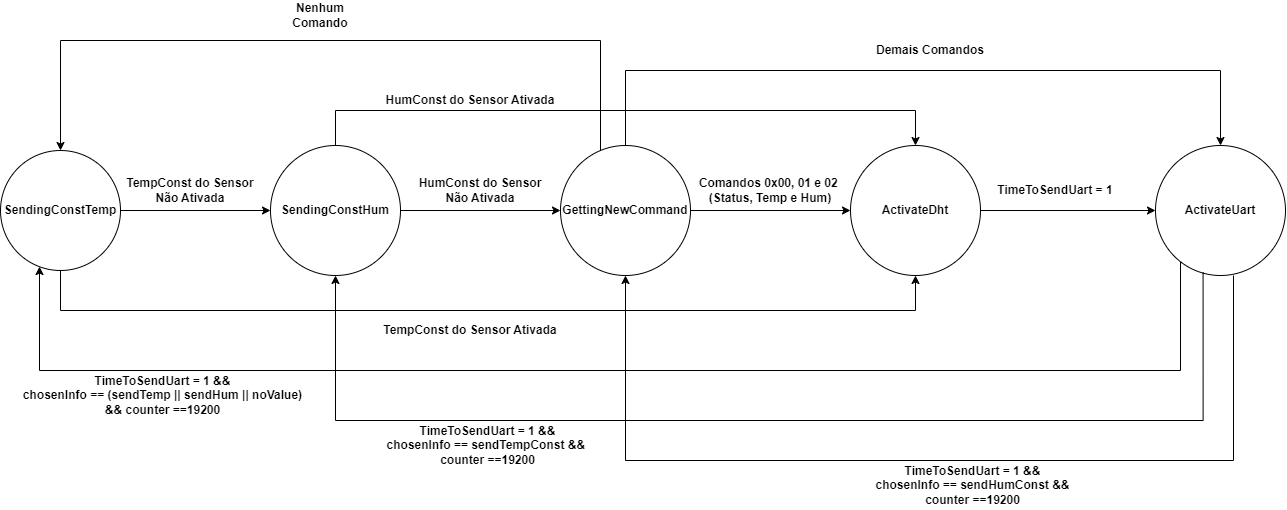 Nenhum
Comando
Demais Comandos
HumConst do Sensor Ativada
TempConst do Sensor
Não Ativada
HumConst do Sensor
Não Ativada
Comandos 0x00, 01 e 02
(Status, Temp e Hum)
TimeToSendUart = 1
SendingConstTemp
SendingConstHum
GettingNewCommand
ActivateDht
ActivateUart
TempConst do Sensor Ativada
TimeToSendUart = 1 &&
chosenInfo == (sendTemp || sendHum || noValue)
&& counter ==19200
TimeToSendUart = 1 &&
chosenInfo == sendTempConst &&
counter ==19200
TimeToSendUart = 1 &&
chosenInfo == sendHumConst &&
counter ==19200